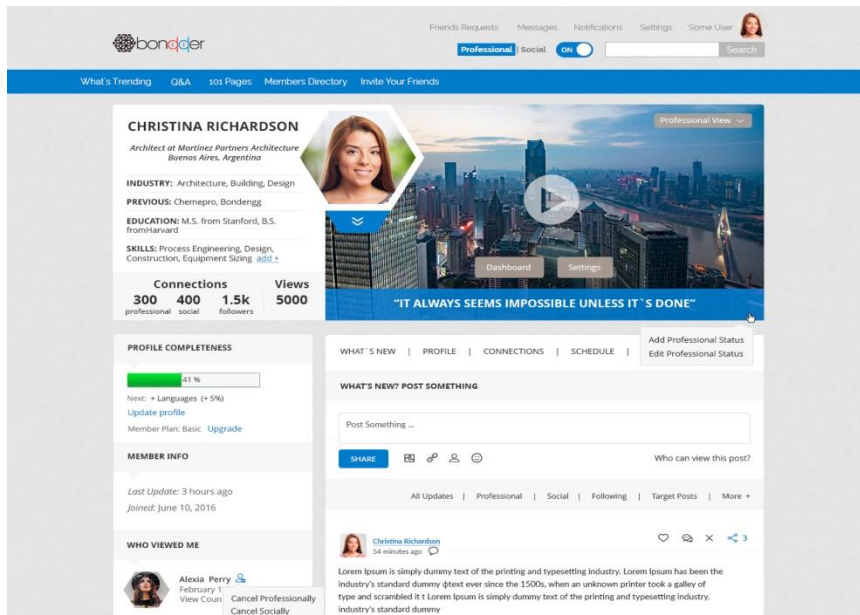 Friends Requests Messages Notifications Settings Some User
bondder
Professional | Social ON Search
What's Trending Q&A 101 Pages Members Directory Invite Your Friends
CHRISTINA RICHARDSON
Architect at Martinez Partners Architecture
Buenos Aires, Argentina
INDUSTRY: Architecture, Building, Design
PREVIOUS: Chemepro, Bondengg
EDUCATION: M.S. from Stanford, B.S.
fromHarvard
SKILLS: Process Engineering, Design,
Construction, Equipment Sizing add +
Connections Views
300 400 1.5k 5000
professional social followers
Professional View
Dashboard Settings
“IT ALWAYS SEEMS IMPOSSIBLE UNLESS IT`S DONE”
Add Professional Status
Edit Professional Status
PROFILE COMPLETENESS
41 %
Next: + Languages (+ 5%)
Update profile
Member Plan: Basic Upgrade
MEMBER INFO
Last Update: 3 hours ago
Joined: June 10, 2016
WHO VIEWED ME
Alexia Perry
February 1
View Coun
Cancel Professionally
Cancel Socially
WHAT`S NEW | PROFILE | CONNECTIONS | SCHEDULE |
WHAT'S NEW? POST SOMETHING
Post Something ...
SHARE Who can view this post?
All Updates | Professional | Social | Following | Target Posts | More +
Christina Richardson 3
54 minutes ago
Lorem Ipsum is simply dummy text of the printing and typesetting industry. Lorem Ipsum has been the
industry's standard dummy фtext ever since the 1500s, when an unknown printer took a galley of
type and scrambled it t Lorem Ipsum is simply dummy text of the printing and typesetting industry.
industry's standard dummy